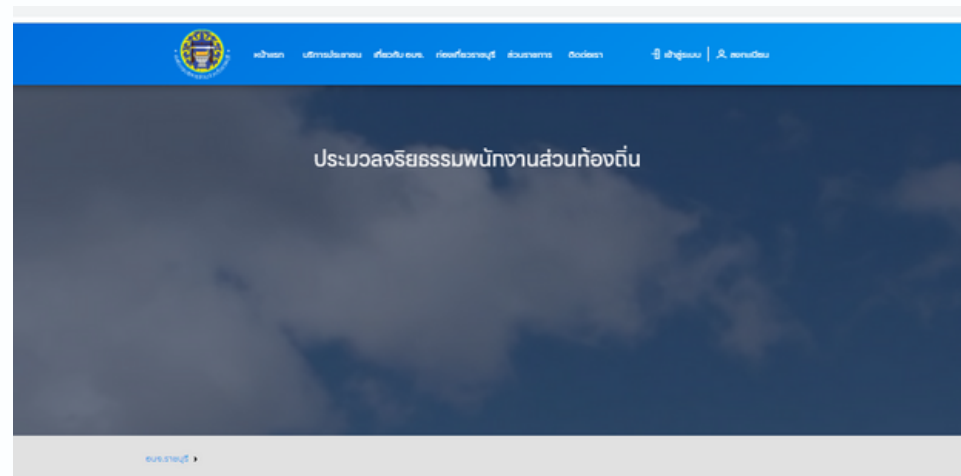 หน้าแรก บริการประชาชน เกี่ยวกับ อบจ. ท่องเที่ยวราชบุรี ส่วนราชการ ติดต่อเรา เข้าสู่ระบบ | ลงทะเบียน
ประมวลจริยธรรมพนักงานส่วนท้องถิ่น
อบจ.ราชบุรี